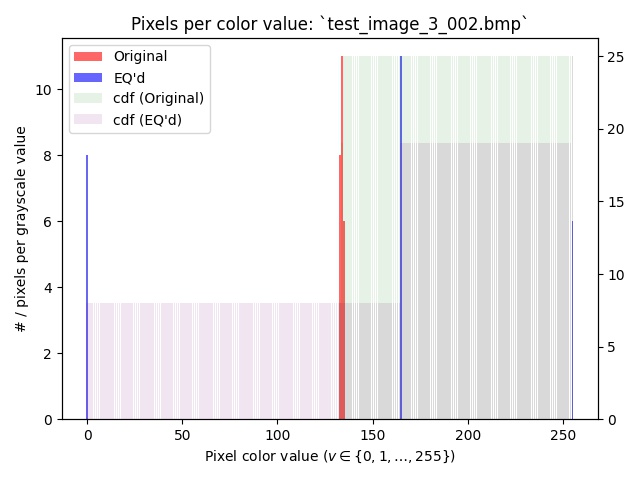 Pixels per color value: `test_image_3_002.bmp`
Original
EQ'd
cdf (Original)
cdf (EQ'd)
# / pixels per grayscale value
0
2
4
6
8
10
0
5
10
15
20
25
0
50
100
150
200
250
Pixel color value (v ∈ {0, 1, ..., 255})